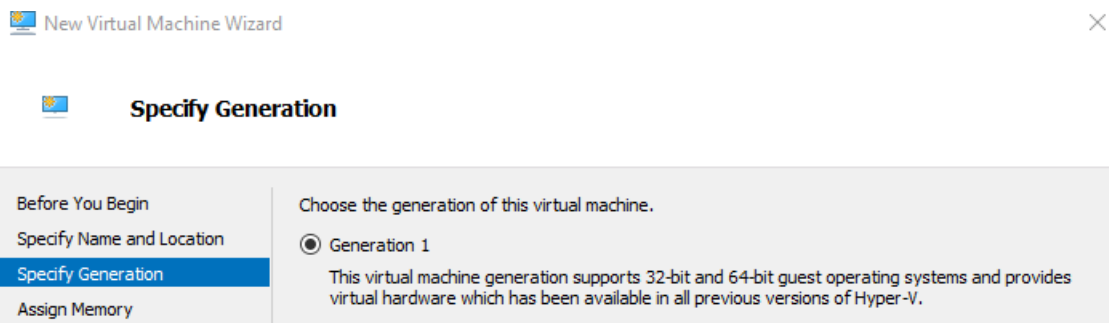 New Virtual Machine Wizard
Specify Generation
Before You Begin
Specify Name and Location
Specify Generation
Assign Memory
Choose the generation of this virtual machine.
Generation 1
This virtual machine generation supports 32-bit and 64-bit guest operating systems and provides
virtual hardware which has been available in all previous versions of Hyper-V.